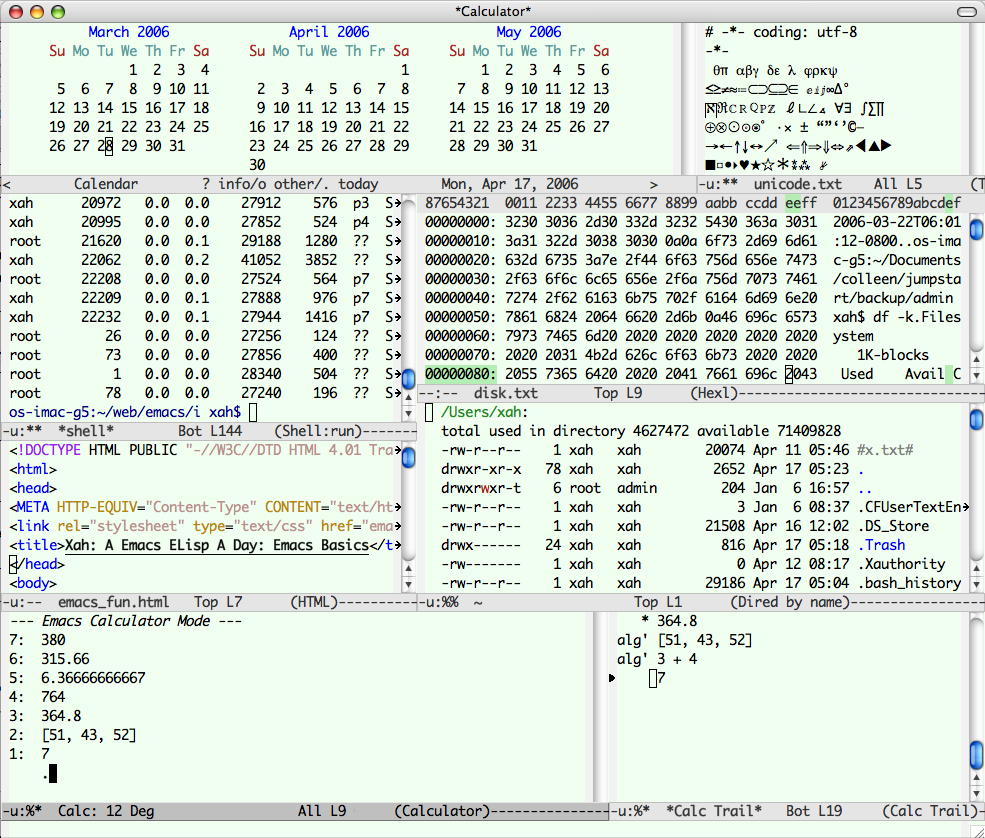 *Calculator*
March 2006 April 2006 May 2006
Su Mo Tu We Th Fr Sa Su Mo Tu We Th Fr Sa Su Mo Tu We Th Fr Sa
1 2 3 4 1 1 2 3 4 5 6
5 6 7 8 9 10 11 2 3 4 5 6 7 8 7 8 9 10 11 12 13
12 13 14 15 16 17 18 9 10 11 12 13 14 15 14 15 16 17 18 19 20
19 20 21 22 23 24 25 16 17 18 19 20 21 22 21 22 23 24 25 26 27
26 27 28 29 30 31 23 24 25 26 27 28 29 28 29 30 31
30
< Calendar ? info/o other/. today Mon, Apr 17, 2006 >
# -*- coding: utf-8
-*-
θπ αβγ δε λ φρκψ
-u:** unicode.txt All L5 (T
xah 20972 0.0 0.0 27912 576 p3 S
xah 20995 0.0 0.0 27852 524 p4 S
root 21620 0.0 0.1 29188 1280 ?? S
xah 22062 0.0 0.2 41052 3852 ?? S
root 22208 0.0 0.0 27524 564 p7 S
xah 22209 0.0 0.1 27888 976 p7 S
xah 22232 0.0 0.1 27944 1416 p7 S
root 26 0.0 0.0 27256 124 ?? S
root 73 0.0 0.0 27856 400 ?? S
root 1 0.0 0.0 28340 504 ?? S
root 78 0.0 0.0 27240 196 ?? S
os-imac-g5:~/web/emacs/i xah$
-u:** *shell* Bot L144 (Shell:run)------
87654321 0011 2233 4455 6677 8899 aabb ccdd eeff 0123456789abcdef
00000000: 3230 3036 2d30 332d 3232 5430 363a 3031 2006-03-22T06:01
00000010: 3a31 322d 3038 3030 0a0a 6f73 2d69 6d61 :12-0800..os-ima
00000020: 632d 6735 3a7e 2f44 6f63 756d 656e 7473 c-g5:~/Documents
00000030: 2f63 6f6c 6c65 656e 2f6a 756d 7073 7461 /colleen/jumpsta
00000040: 7274 2f62 6163 6b75 702f 6164 6d69 6e20 rt/backup/admin
00000050: 7861 6824 2064 6620 2d6b 0a46 696c 6573 xah$ df -k.Files
00000060: 7973 7465 6d20 2020 2020 2020 2020 2020 ystem
00000070: 2020 2031 4b2d 626c 6f63 6b73 2020 2020 1K-blocks
00000080: 2055 7365 6420 2020 2041 7661 696c 2043 Used Avail C
--:-- disk.txt Top L9 (Hexl)------------------
<!DOCTYPE HTML PUBLIC "-//W3C//DTD HTML 4.01 Tra
<html>
<head>
<META HTTP-EQUIV="Content-Type" CONTENT="text/ht
<link rel="stylesheet" type="text/css" href="ema
<title>Xah: A Emacs ELisp A Day: Emacs Basics</t
</head>
<body>
-u:-- emacs_fun.html Top L7 (HTML)----------
/Users/xah:
total used in directory 4627472 available 71409828
-rw-r--r-- 1 xah xah 20074 Apr 11 05:46 #x.txt#
drwxr-xr-x 78 xah xah 2652 Apr 17 05:23 .
drwxrwxr-t 6 root admin 204 Jan 6 16:57 ..
-rw-r--r-- 1 xah xah 3 Jan 6 08:37 .CFUserTextEn
-rw-r--r-- 1 xah xah 21508 Apr 16 12:02 .DS_Store
drwx------ 24 xah xah 816 Apr 17 05:18 .Trash
-rw------- 1 xah xah 0 Apr 12 08:17 .Xauthority
-rw-r--r-- 1 xah xah 29186 Apr 17 05:04 .bash_history
-u:%% ~ Top L1 (Dired by name)-----------------
--- Emacs Calculator Mode ---
7: 380
6: 315.66
5: 6.36666666667
4: 764
3: 364.8
2: [51, 43, 52]
1: 7
.
-u:%* Calc: 12 Deg All L9 (Calculator)---------------
* 364.8
alg' [51, 43, 52]
alg' 3 + 4
7
-u:%* *Calc Trail* Bot L19 (Calc Trail)